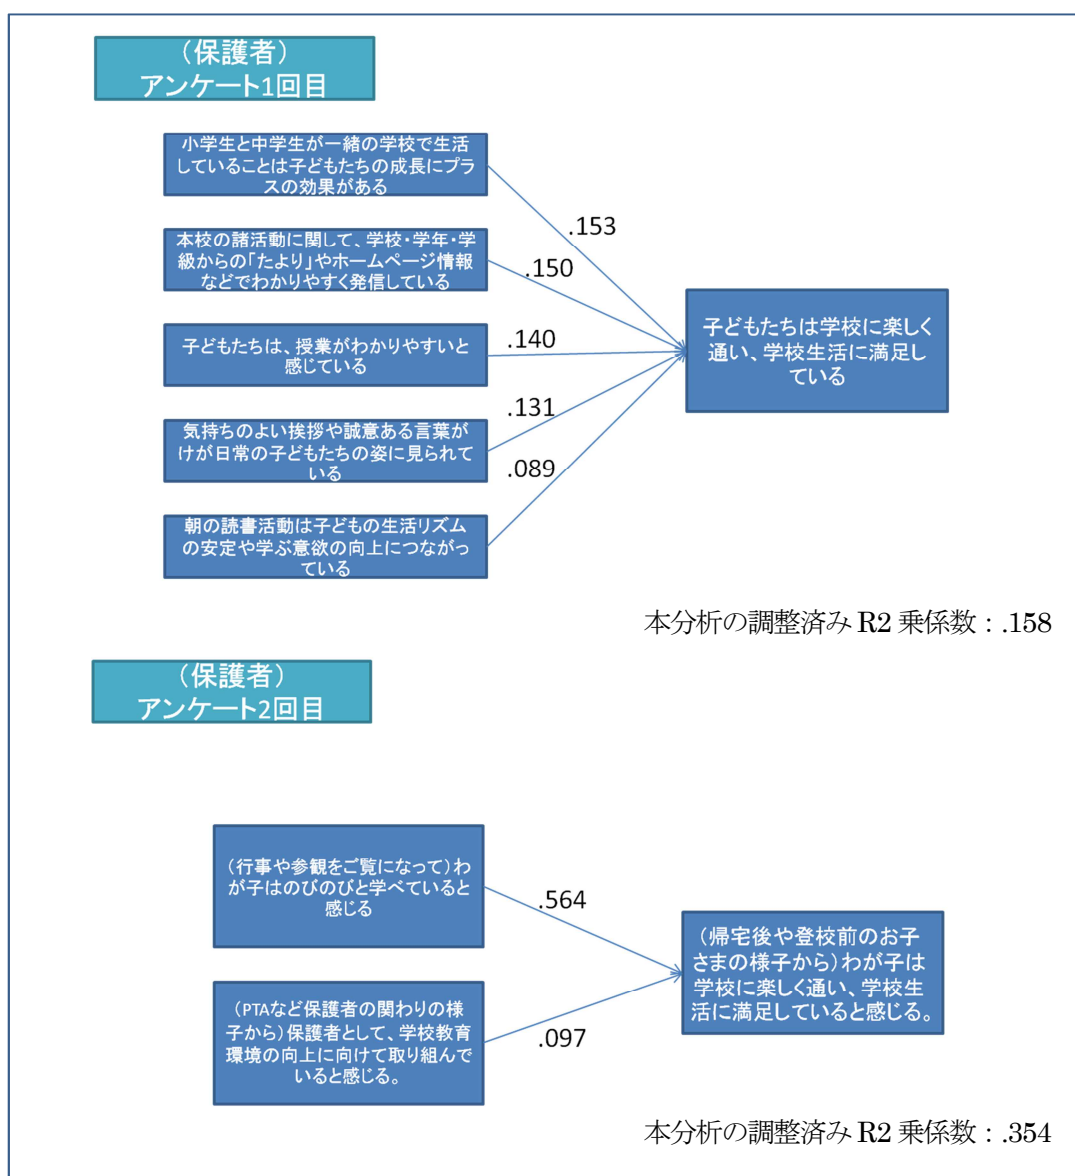 （保護者）
アンケート1回目
小学生と中学生が一緒の学校で生活
していることは子どもたちの成長にプラ
スの効果がある
.153
本校の諸活動に関して、学校・学年・学
級からの「たより」やホームページ情報
などでわかりやすく発信している
.150
子どもたちは、授業がわかりやすいと
感じている
.140
気持ちのよい挨拶や誠意ある言葉が
けが日常の子どもたちの姿に見られて
いる
.131
朝の読書活動は子どもの生活リズム
の安定や学ぶ意欲の向上につながっ
ている
.089
子どもたちは学校に楽しく
通い、学校生活に満足し
ている
本分析の調整済み R2 乗係数：.158
（保護者）
アンケート2回目
（行事や参観をご覧になって）わ
が子はのびのびと学べていると
感じる
.564
（PTAなど保護者の関わりの様
子から）保護者として、学校教育
環境の向上に向けて取り組んで
いると感じる。
.097
（帰宅後や登校前のお子
さまの様子から）わが子は
学校に楽しく通い、学校生
活に満足していると感じる。
本分析の調整済み R2 乗係数：.354